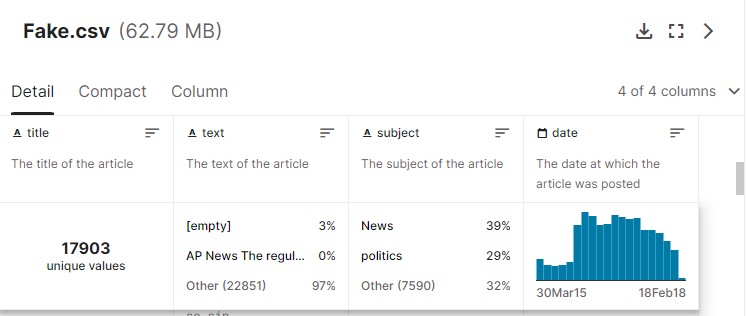 Fake.csv (62.79 MB)
Detail Compact Column 4 of 4 columns
title text subject date
The title of the article The text of the article The subject of the article The date at which the article was posted
17903
unique values
[empty] 3%
AP News The regul... 0%
Other (22851) 97%
News 39%
politics 29%
Other (7590) 32%
30Mar15 18Feb18